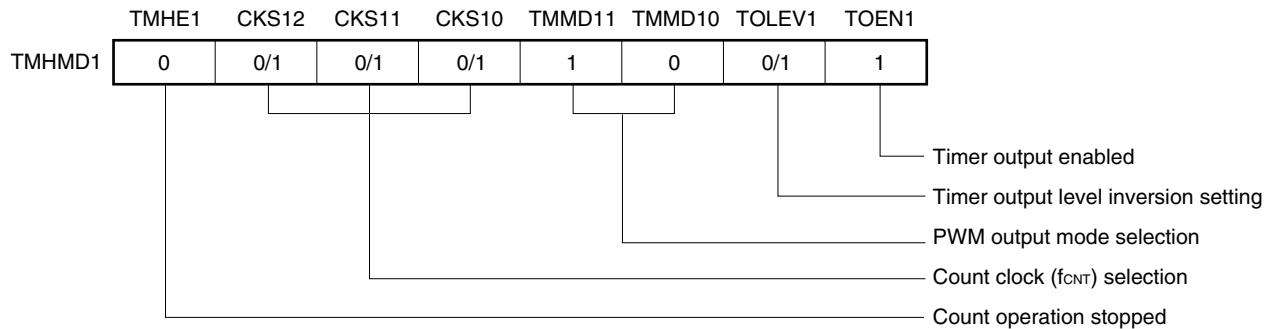 TMHE1 CKS12 CKS11 CKS10 TMMD11 TMMD10 TOLEV1 TOEN1
TMHMD1 0 0/1 0/1 0/1 1 0 0/1 1
Timer output enabled
Timer output level inversion setting
PWM output mode selection
Count clock (fCNT) selection
Count operation stopped